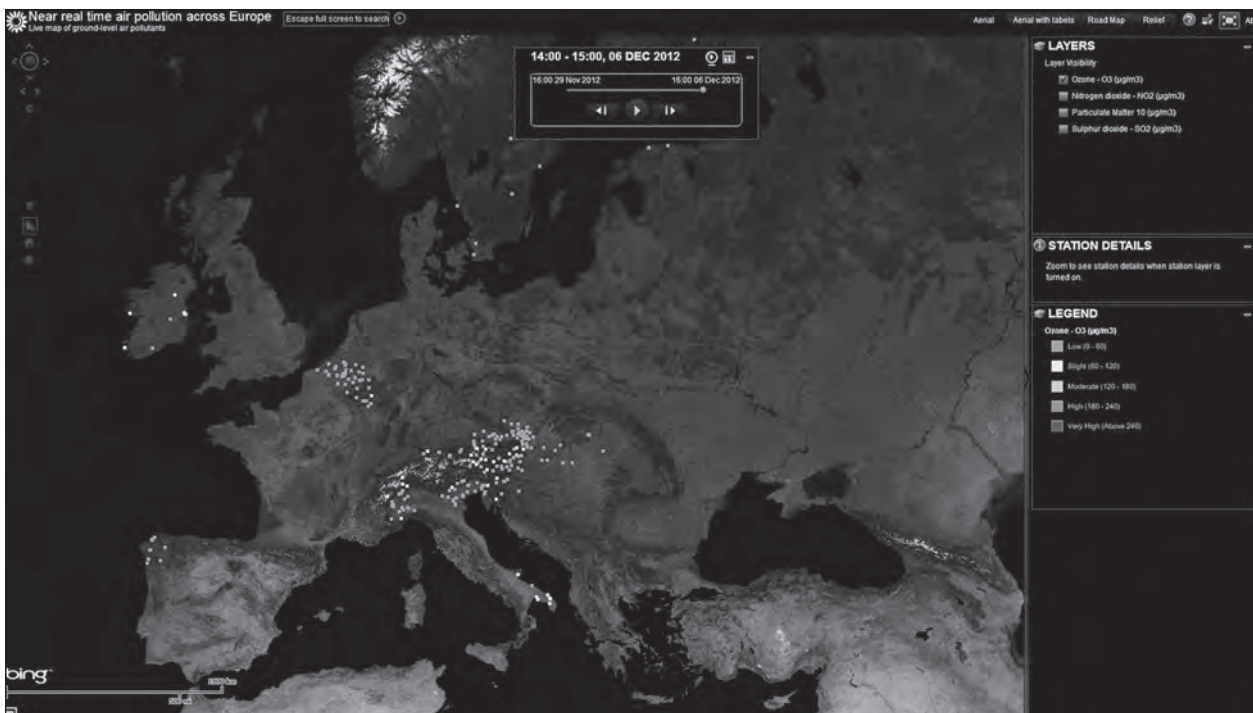 Near real time air pollution across Europe
Live map of ground-level air pollutants
Escape full screen to search
Aerial
Aerial with labels
Road Map
Relief
14:00 - 15:00, 06 DEC 2012
16:00 29 Nov 2012
16:00 06 Dec 2012
LAYERS
Layer Visibility
Ozone - O3 (µg/m3)
Nitrogen dioxide - NO2 (µg/m3)
Particulate Matter 10 (µg/m3)
Sulphur dioxide - SO2 (µg/m3)
STATION DETAILS
Zoom to see station details when station layer is
turned on.
LEGEND
Ozone - O3 (µg/m3)
Low (0 - 60)
Slight (60 - 120)
Moderate (120 - 180)
High (180 - 240)
Very High (Above 240)
bing
1000 km
500 mi